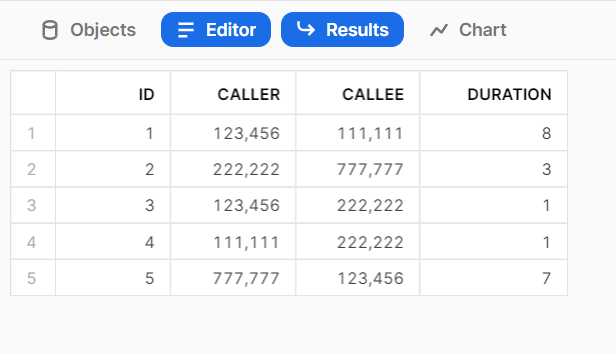 Objects Editor Results Chart
ID CALLER CALLEE DURATION
1 1 123,456 111,111 8
2 2 222,222 777,777 3
3 3 123,456 222,222 1
4 4 111,111 222,222 1
5 5 777,777 123,456 7